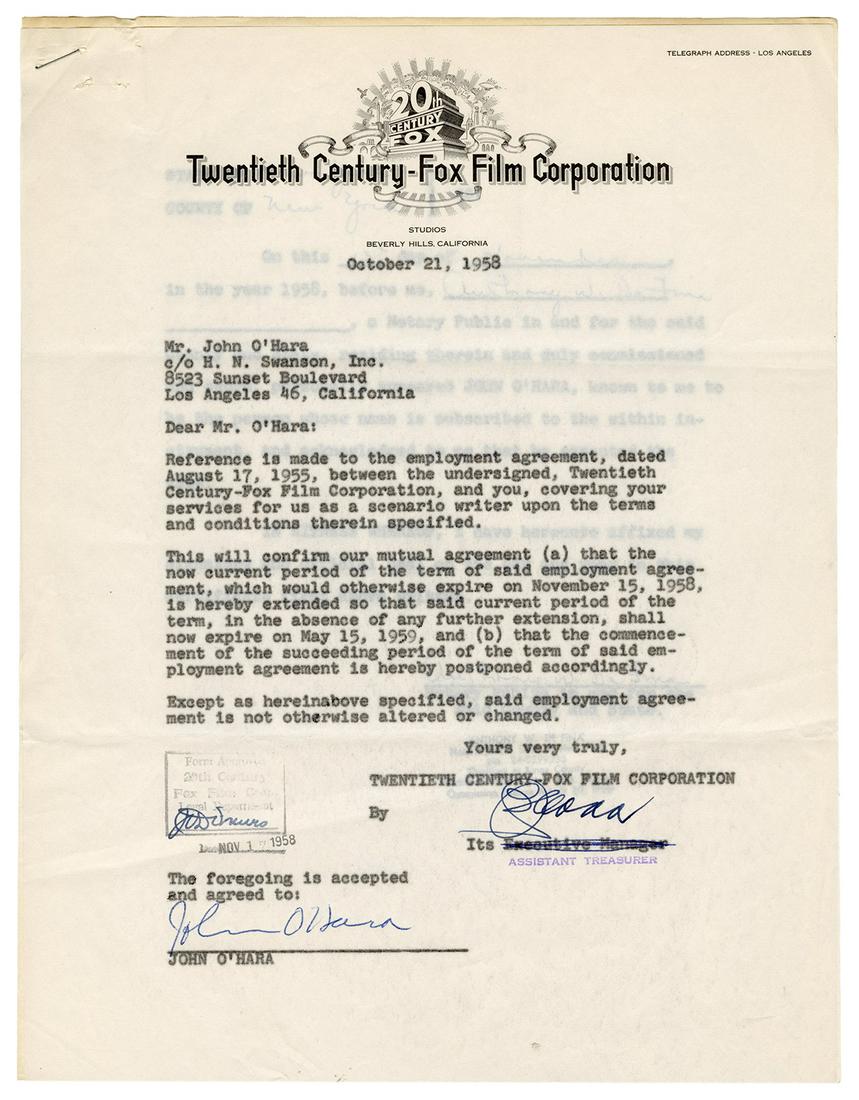 TELEGRAPH ADDRESS - LOS ANGELES
20th
CENTURY
FOX
Twentieth Century-Fox Film Corporation
STUDIOS
BEVERLY HILLS, CALIFORNIA
October 21, 1958
Mr. John O'Hara
c/o H. N. Swanson, Inc.
8523 Sunset Boulevard
Los Angeles 46, California
Dear Mr. O'Hara:
Reference is made to the employment agreement, dated
August 17, 1955, between the undersigned, Twentieth
Century-Fox Film Corporation, and you, covering your
services for us as a scenario writer upon the terms
and conditions therein specified.
This will confirm our mutual agreement (a) that the
now current period of the term of said employment agree-
ment, which would otherwise expire on November 15, 1958,
is hereby extended so that said current period of the
term, in the absence of any further extension, shall
now expire on May 15, 1959, and (b) that the commence-
ment of the succeeding period of the term of said em-
ployment agreement is hereby postponed accordingly.
Except as hereinabove specified, said employment agree-
ment is not otherwise altered or changed.
Yours very truly,
TWENTIETH CENTURY-FOX FILM CORPORATION
By
Its Executive Manager
ASSISTANT TREASURER
Form Approved
20th Century
Fox Film Corp.
Legal Department
NOV 1 1958
The foregoing is accepted
and agreed to:
John O'Hara
JOHN O'HARA